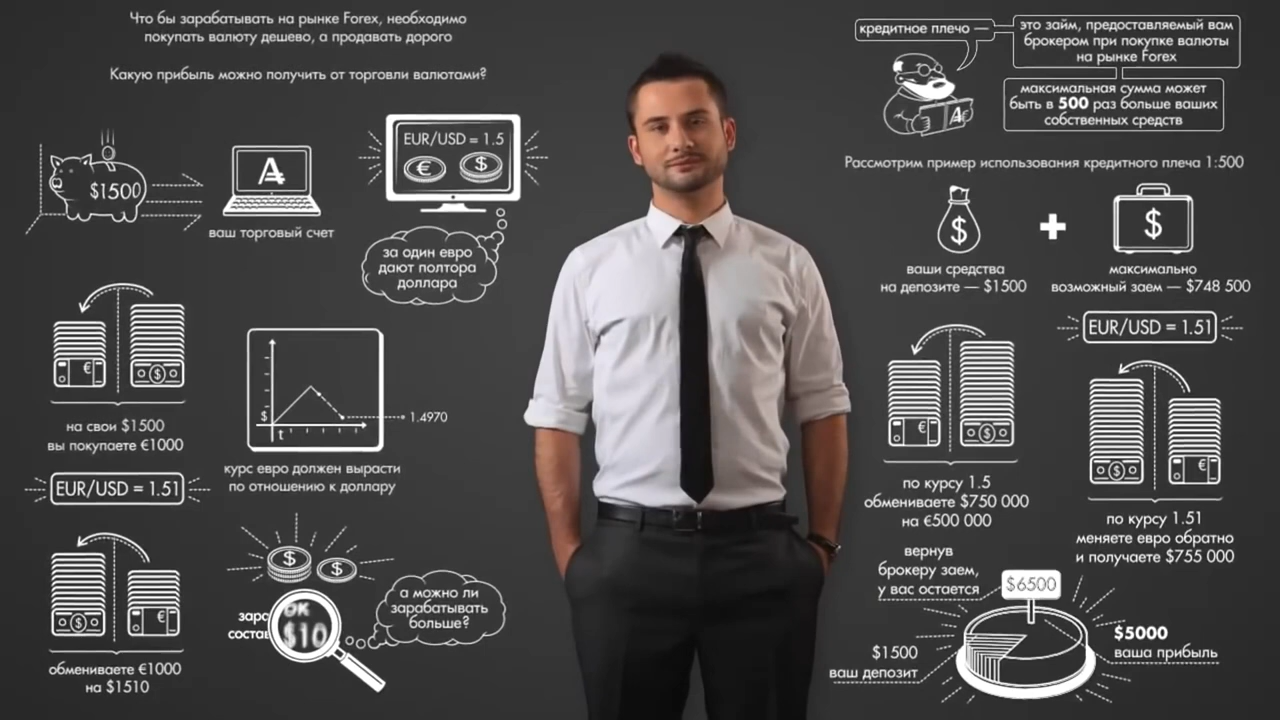 Что бы зарабатывать на рынке Forex, необходимо
покупать валюту дешево, а продавать дорого
Какую прибыль можно получить от торговли валютами?
$1500
ваш торговый счет
EUR/USD = 1.5
€
$
за один евро
дают полтора
доллара
€
$
на свои $1500
вы покупаете €1000
$
t
1.4970
курс евро должен вырасти
по отношению к доллару
EUR/USD = 1.51
$
€
обмениваете €1000
на $1510
$
$
$10
а можно ли
зарабатывать
больше?
кредитное плечо —
это займ, предоставляемый вам
брокером при покупке валюты
на рынке Forex
максимальная сумма может
быть в 500 раз больше ваших
собственных средств
Рассмотрим пример использования кредитного плеча 1:500
$
+
$
ваши средства
на депозите — $1500
максимально
возможный заем — $748 500
EUR/USD = 1.51
€
$
по курсу 1.5
обмениваете $750 000
на €500 000
$
€
по курсу 1.51
меняете евро обратно
и получаете $755 000
вернув
брокеру заем,
у вас остается
$6500
$1500
ваш депозит
$5000
ваша прибыль